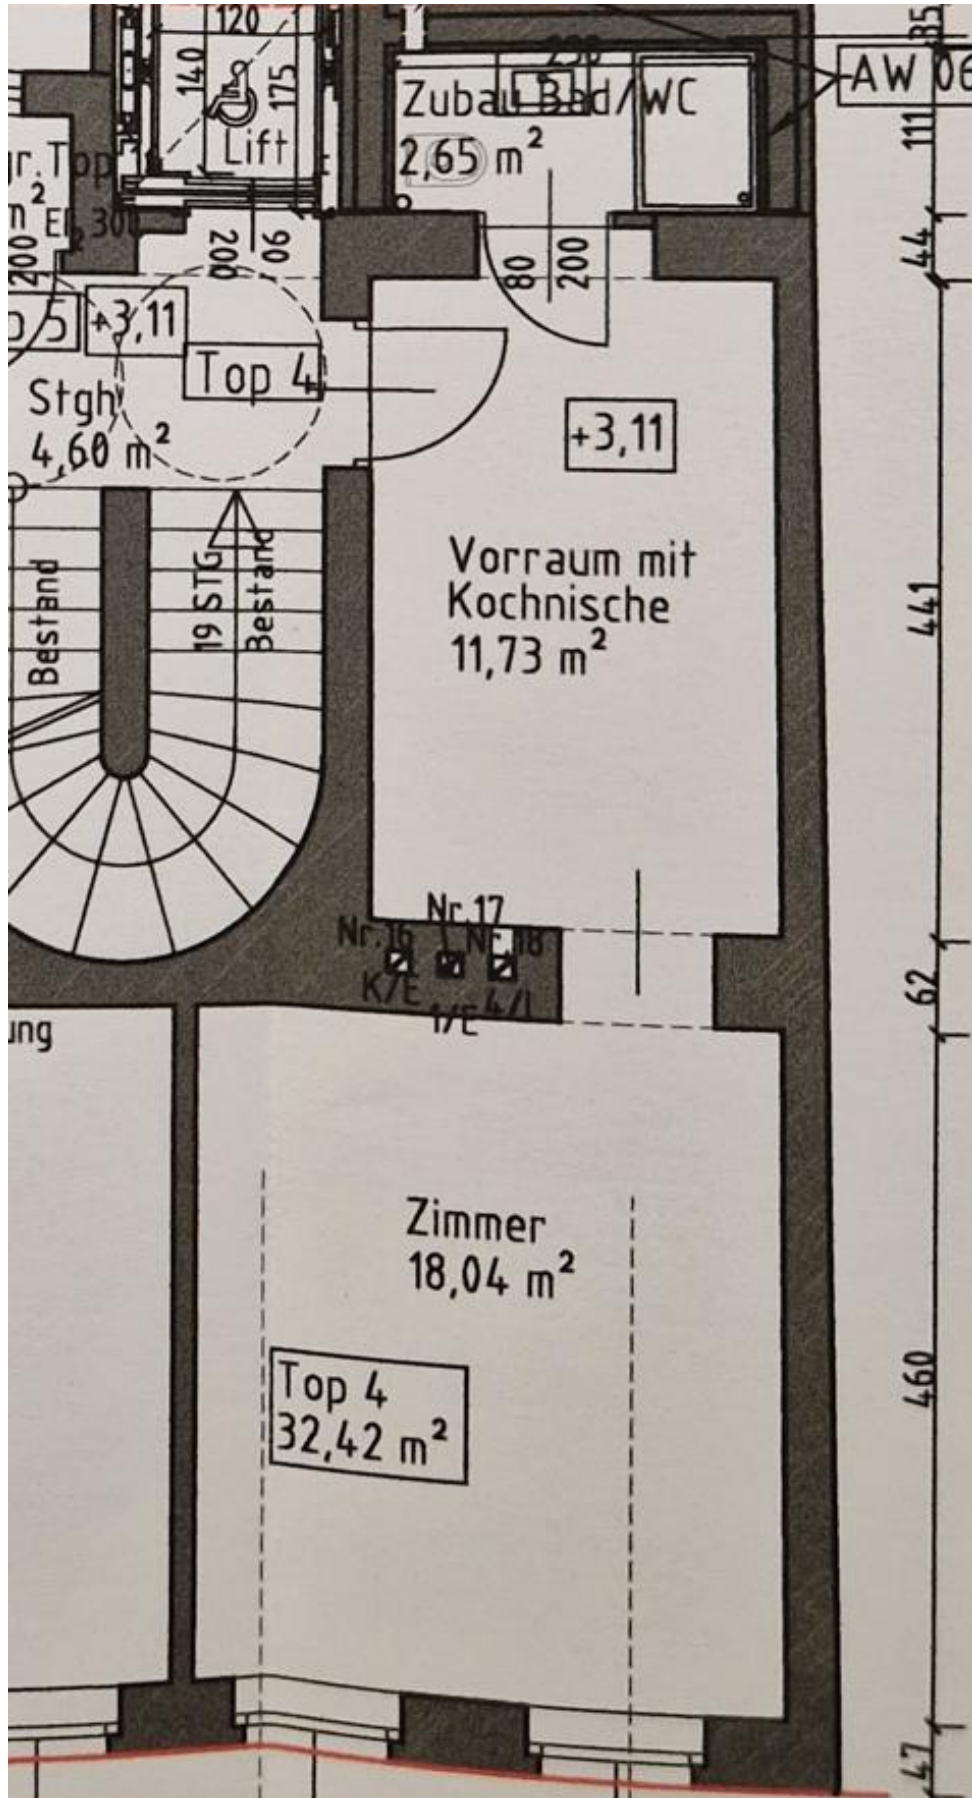 120
140
175
Lift
Zubau Bad/WC
2,65 m²
AW 06
85
111
44
441
62
460
47
200
90
80
200
+3,11
Top 4
+3,11
Stgh
4,60 m²
Vorraum mit
Kochnische
11,73 m²
Bestand
19 STG
Bestand
Nr.16
Nr.17
Nr.18
K/E
1/E
Zimmer
18,04 m²
Top 4
32,42 m²